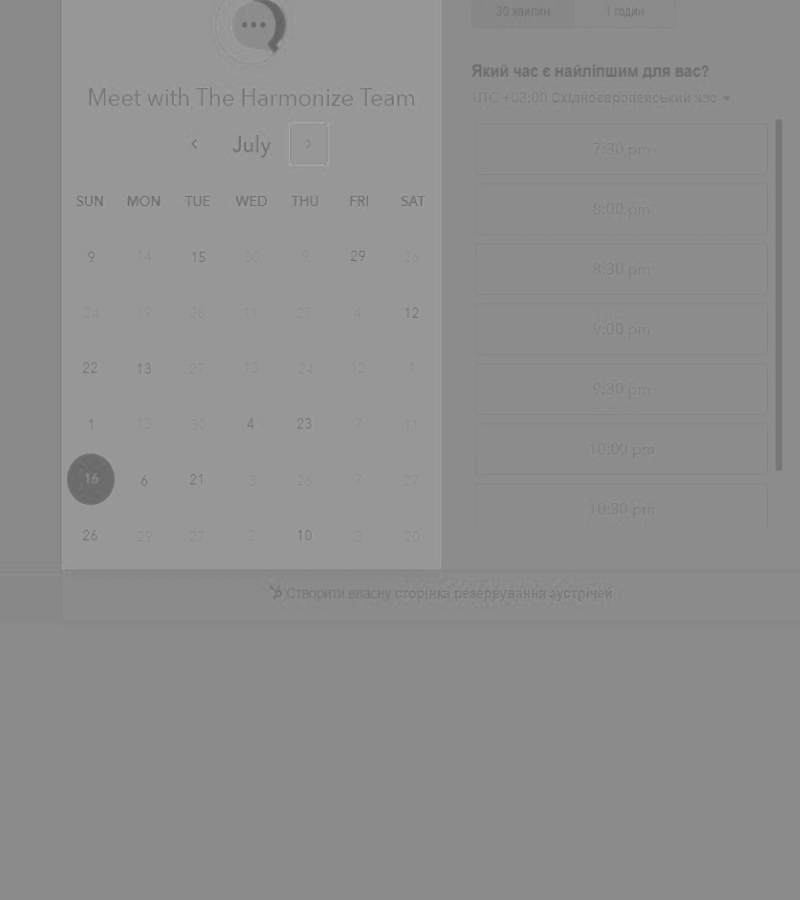 30 хвилин 1 годин
Який час є найліпшим для вас?
Meet with The Harmonize Team
UTC +03:00 Східноєвропейський час
July
7:30 pm
SUN MON TUE WED THU FRI SAT
8:00 pm
9 14 15 30 9 29 26
8:30 pm
24 19 28 11 27 4 12
9:00 pm
22 13 27 13 24 12 1
9:30 pm
1 13 30 4 23 7 11
10:00 pm
16 6 21 3 26 7 27
10:30 pm
26 29 27 2 10 3 20
Створити власну сторінка резервування аустрічей